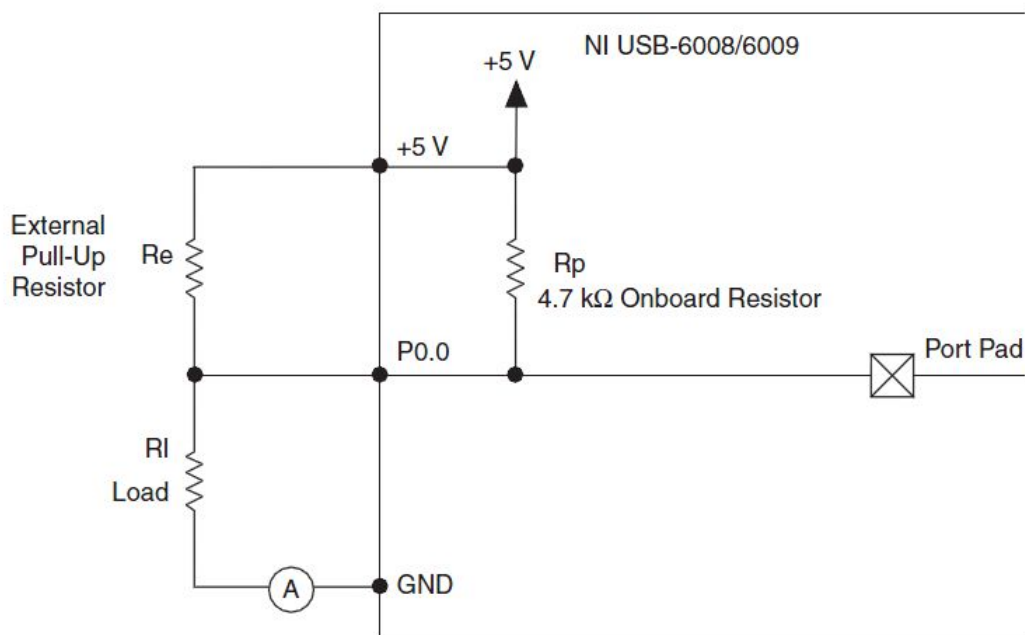 NI USB-6008/6009
+5 V
+5 V
External
Pull-Up
Resistor
Re
Rp
4.7 kΩ Onboard Resistor
P0.0
Port Pad
Rl
Load
A
GND